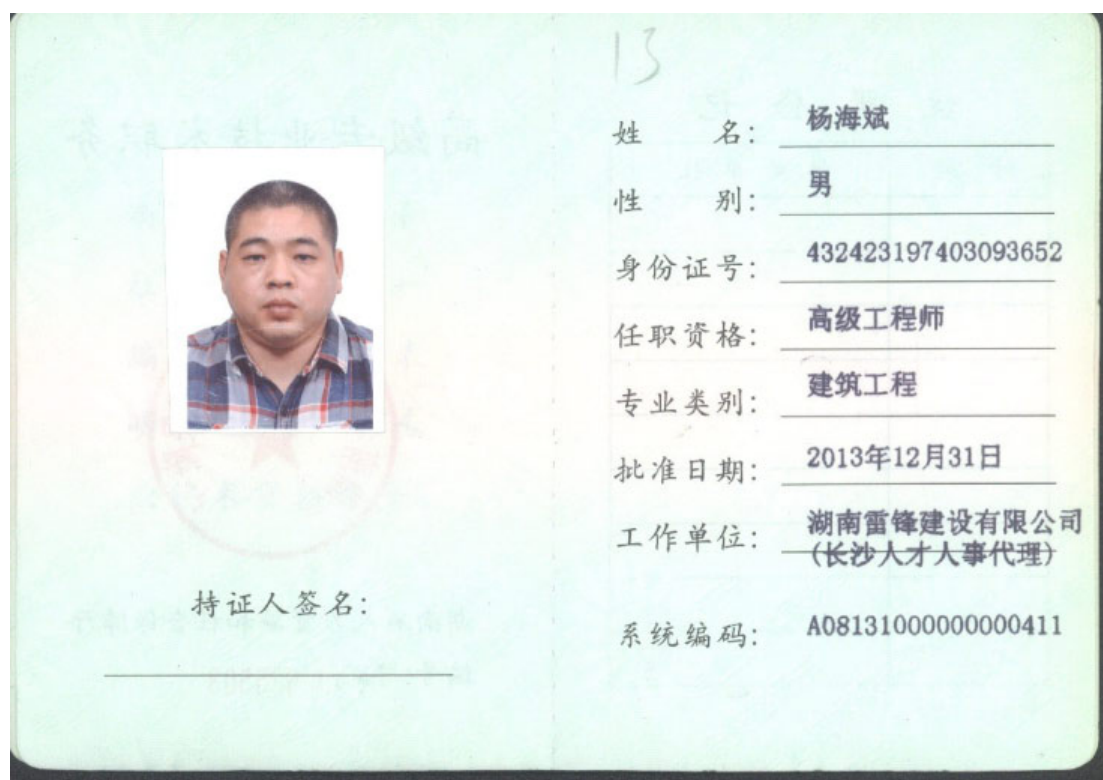 13
姓 名: 杨海斌
性 别: 男
身份证号: 432423197403093652
任职资格: 高级工程师
专业类别: 建筑工程
批准日期: 2013年12月31日
工作单位: 湖南雷锋建设有限公司
(长沙人才人事代理)
系统编码: A08131000000000411
持证人签名: